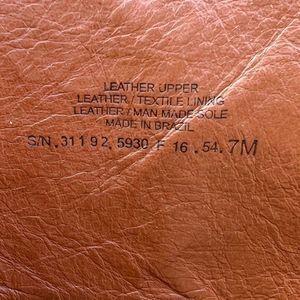 LEATHER UPPER
LEATHER / TEXTILE LINING
LEATHER / MAN MADE SOLE
MADE IN BRAZIL
S/N. 31192. 5930 F 16 . 54. 7M